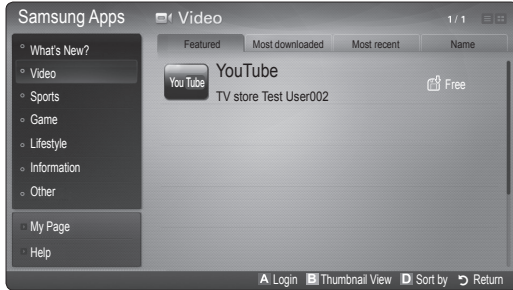 Samsung Apps
Video
1 / 1
What's New?
Video
Sports
Game
Lifestyle
Information
Other
My Page
Help
Featured
Most downloaded
Most recent
Name
You Tube
YouTube
TV store Test User002
Free
A Login B Thumbnail View D Sort by Return